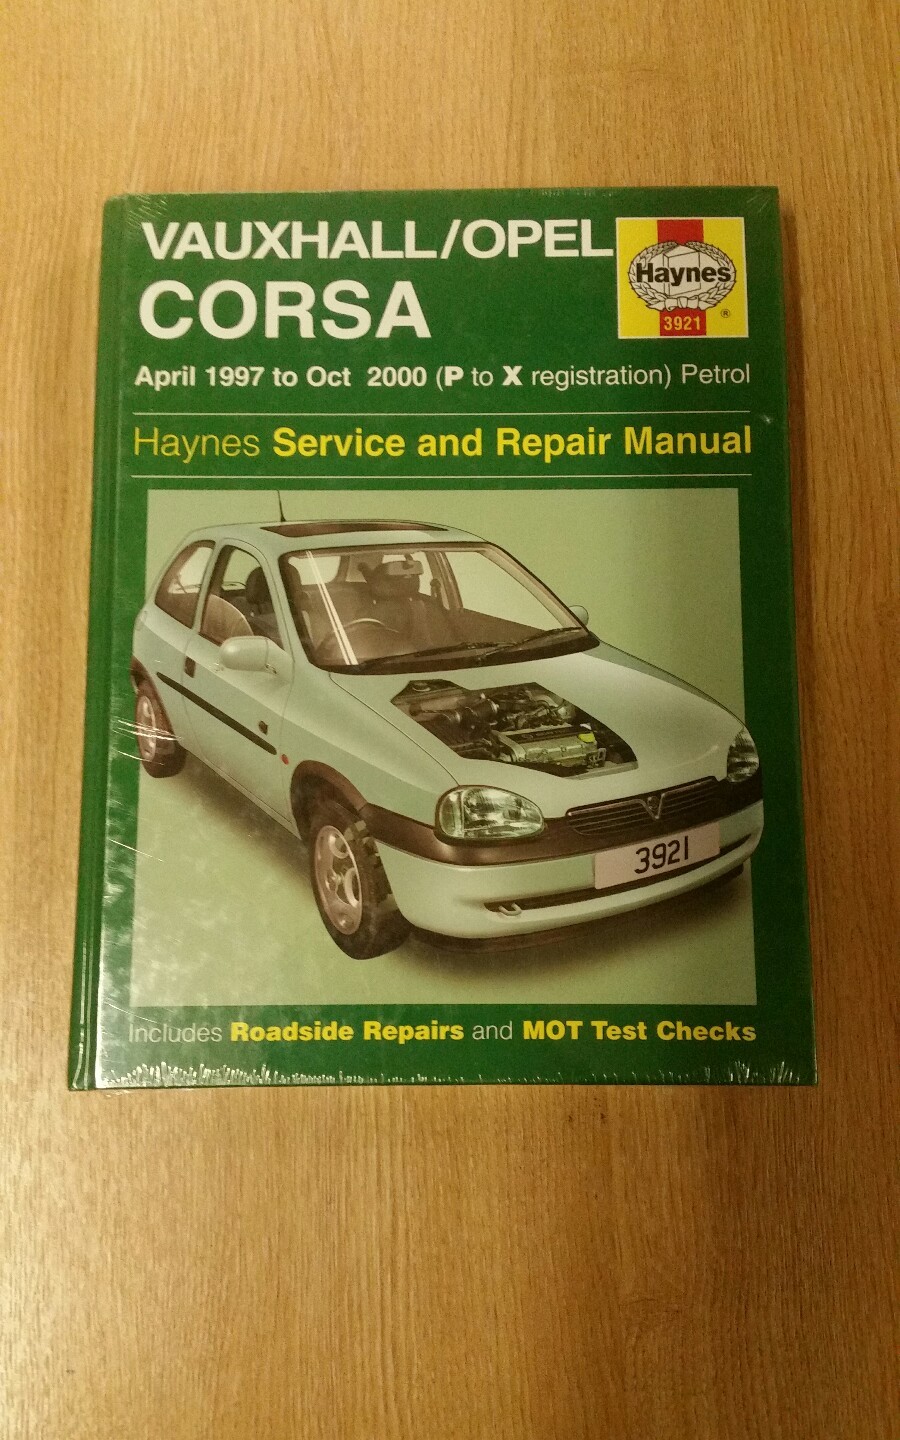 VAUXHALL/OPEL
CORSA
Haynes
®
3921
April 1997 to Oct 2000 (P to X registration) Petrol
Haynes Service and Repair Manual
3921
Includes Roadside Repairs and MOT Test Checks